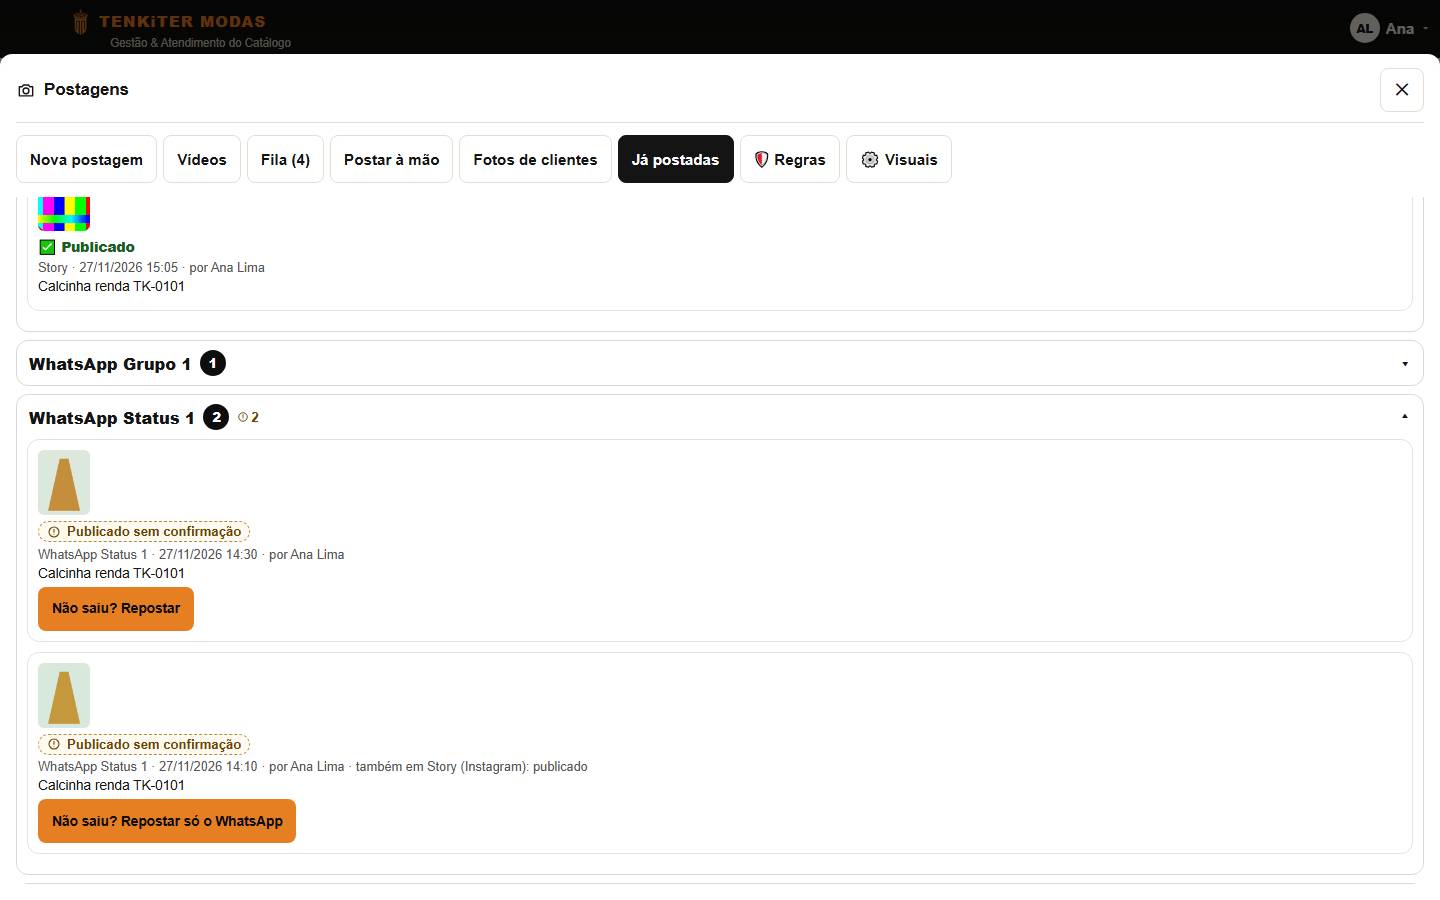 TENKiTER MODAS
Gestão & Atendimento do Catálogo
AL Ana
Postagens
Nova postagem
Vídeos
Fila (4)
Postar à mão
Fotos de clientes
Já postadas
Regras
Visuais
Publicado
Story · 27/11/2026 15:05 · por Ana Lima
Calcinha renda TK-0101
WhatsApp Grupo 1 1
WhatsApp Status 1 2 2
Publicado sem confirmação
WhatsApp Status 1 · 27/11/2026 14:30 · por Ana Lima
Calcinha renda TK-0101
Não saiu? Repostar
Publicado sem confirmação
WhatsApp Status 1 · 27/11/2026 14:10 · por Ana Lima · também em Story (Instagram): publicado
Calcinha renda TK-0101
Não saiu? Repostar só o WhatsApp